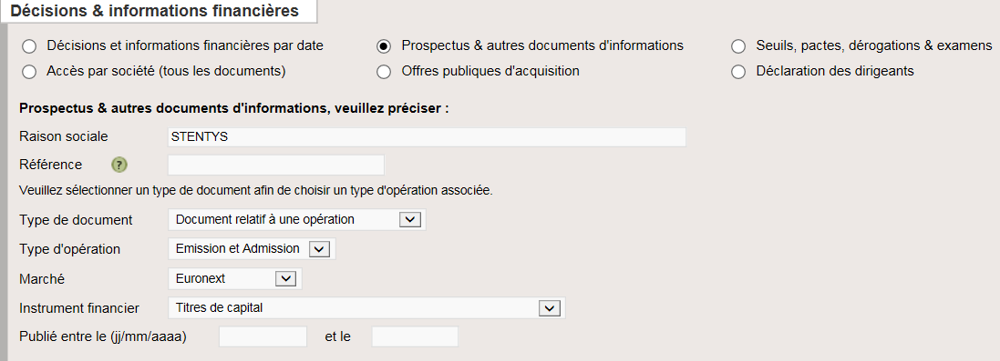 Décisions & informations financières
Décisions et informations financières par date
Prospectus & autres documents d'informations
Seuils, pactes, dérogations & examens
Accès par société (tous les documents)
Offres publiques d'acquisition
Déclaration des dirigeants
Prospectus & autres documents d'informations, veuillez préciser :
Raison sociale STENTYS
Référence ?
Veuillez sélectionner un type de document afin de choisir un type d'opération associée.
Type de document Document relatif à une opération
Type d'opération Emission et Admission
Marché Euronext
Instrument financier Titres de capital
Publié entre le (jj/mm/aaaa) et le